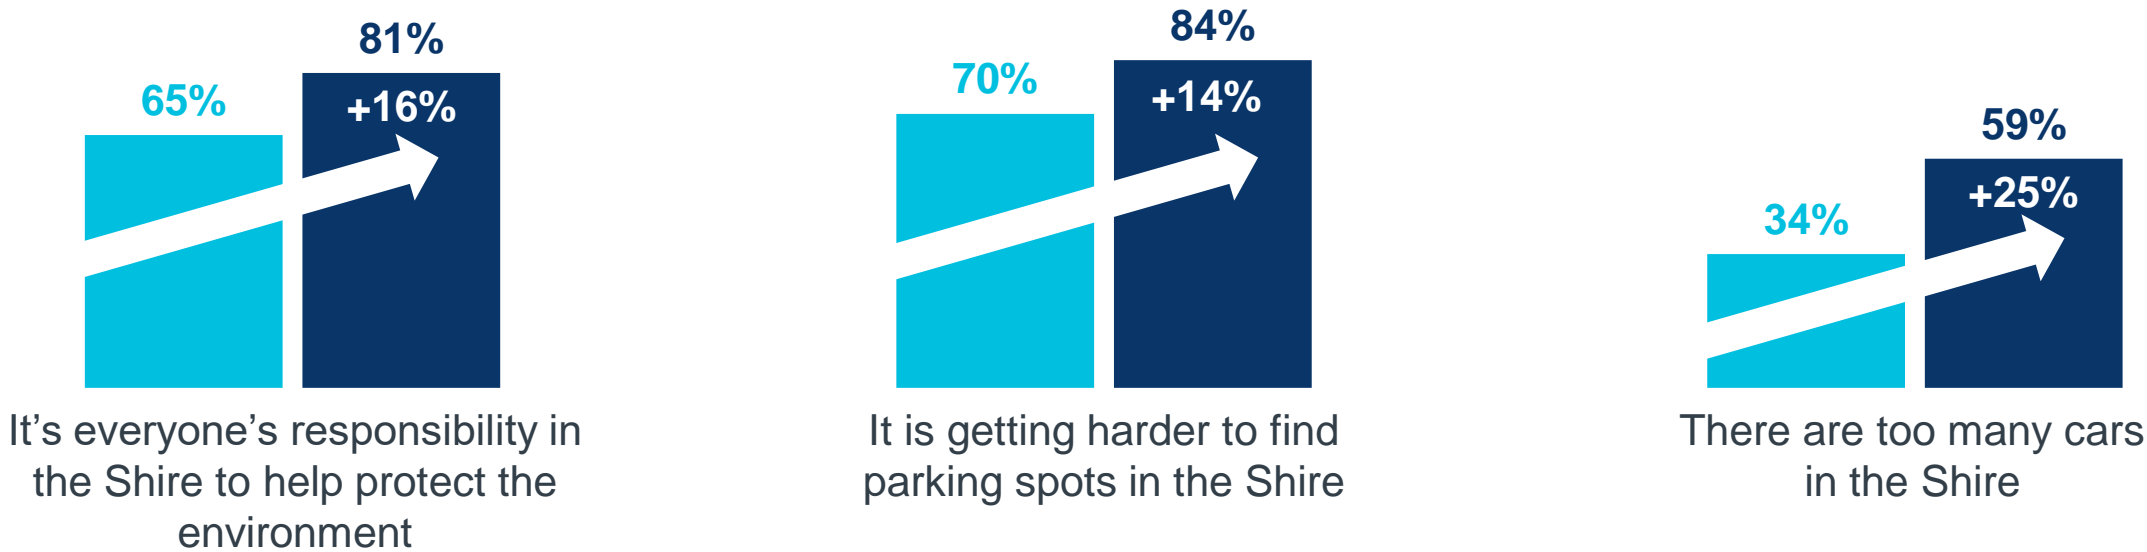 65%
81%
+16%
It’s everyone’s responsibility in
the Shire to help protect the
environment
70%
84%
+14%
It is getting harder to find
parking spots in the Shire
34%
59%
+25%
There are too many cars
in the Shire